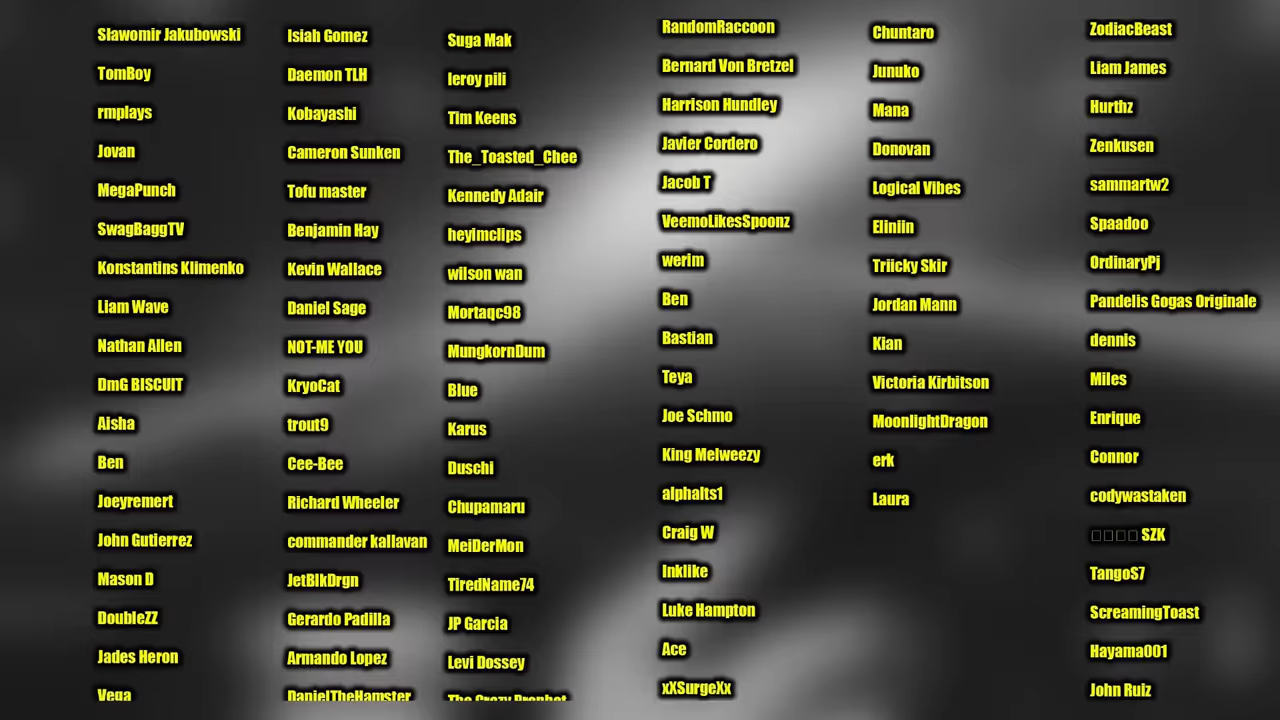 Sławomir Jakubowski
TomBoy
rmplays
Jovan
MegaPunch
SwagBaggTV
Konstantins Klimenko
Liam Wave
Nathan Allen
DmG BISCUIT
Aisha
Ben
Joeyremert
John Gutierrez
Mason D
DoubleZZ
Jades Heron
Vega
Isiah Gomez
Daemon TLH
Kobayashi
Cameron Sunken
Tofu master
Benjamin Hay
Kevin Wallace
Daniel Sage
NOT-ME YOU
KryoCat
trout9
Cee-Bee
Richard Wheeler
commander kallavan
JetBlkDrgn
Gerardo Padilla
Armando Lopez
DanielTheHamster
Suga Mak
leroy pili
Tim Keens
The_Toasted_Chee
Kennedy Adair
heyimclips
wilson wan
Mortaqc98
MungkornDum
Blue
Karus
Duschi
Chupamaru
MeiDerMon
TiredName74
JP Garcia
Levi Dossey
The Crazy Prophet
RandomRaccoon
Bernard Von Bretzel
Harrison Hundley
Javier Cordero
Jacob T
VeemoLikesSpoonz
werim
Ben
Bastian
Teya
Joe Schmo
King Melweezy
alphaIts1
Craig W
Inklike
Luke Hampton
Ace
xXSurgeXx
Chuntaro
Junuko
Mana
Donovan
Logical Vibes
Eliniin
Triicky Skir
Jordan Mann
Kian
Victoria Kirbitson
MoonlightDragon
erk
Laura
ZodiacBeast
Liam James
Hurthz
Zenkusen
sammartw2
Spaadoo
OrdinaryPj
Pandelis Gogas Originale
dennis
Miles
Enrique
Connor
codywastaken
SZK
TangoS7
ScreamingToast
Hayama001
John Ruiz